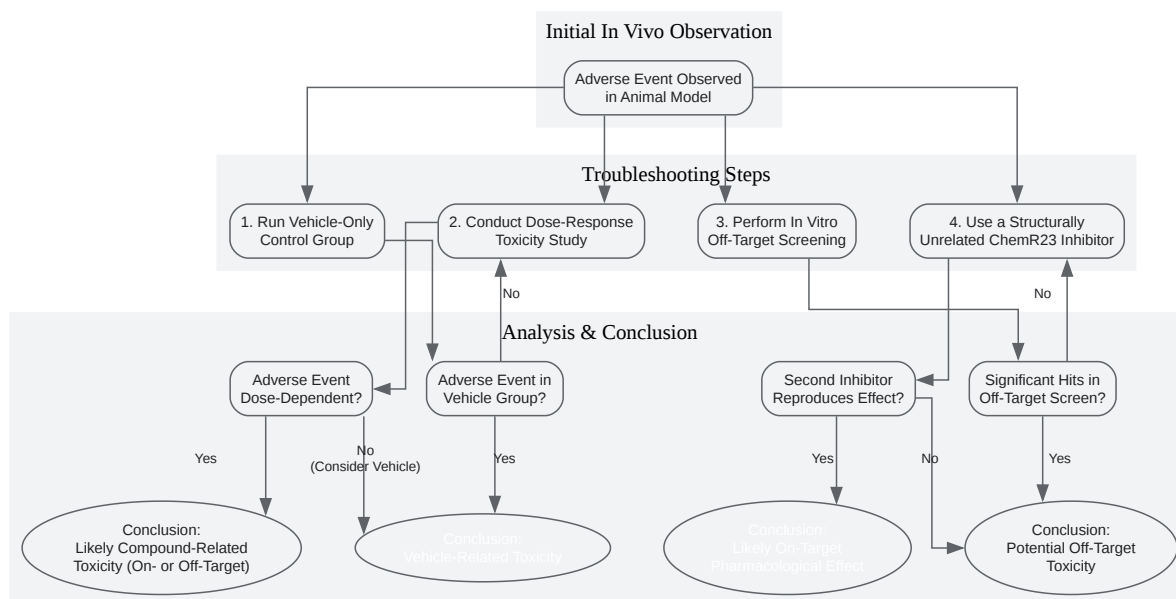 Initial In Vivo Observation
Adverse Event Observed
in Animal Model
Troubleshooting Steps
1. Run Vehicle-Only
Control Group
2. Conduct Dose-Response
Toxicity Study
3. Perform In Vitro
Off-Target Screening
4. Use a Structurally
Unrelated ChemR23 Inhibitor
No
No
Analysis & Conclusion
Adverse Event
Dose-Dependent?
Adverse Event in
Vehicle Group?
Second Inhibitor
Reproduces Effect?
Significant Hits in
Off-Target Screen?
Yes
No
(Consider Vehicle)
Yes
Yes
No
Yes
Conclusion:
Likely Compound-Related
Toxicity (On- or Off-Target)
Conclusion:
Vehicle-Related Toxicity
Conclusion:
Likely On-Target
Pharmacological Effect
Conclusion:
Potential Off-Target
Toxicity